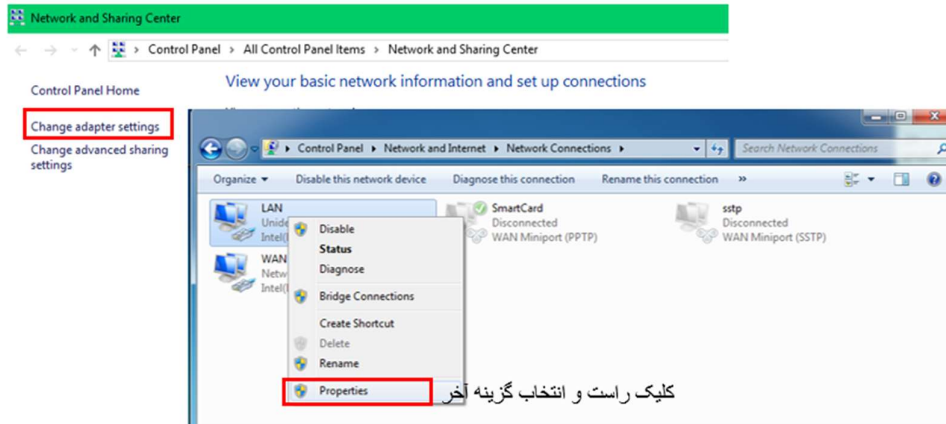 Network and Sharing Center
Control Panel > All Control Panel Items > Network and Sharing Center
Control Panel Home
View your basic network information and set up connections
Change adapter settings
Change advanced sharing
settings
Control Panel ▸ Network and Internet ▸ Network Connections ▸
Search Network Connections
Organize ▾ Disable this network device Diagnose this connection Rename this connection »
LAN
Unide
Intel(
WAN
Netw
Intel(
SmartCard
Disconnected
WAN Miniport (PPTP)
sstp
Disconnected
WAN Miniport (SSTP)
Disable
Status
Diagnose
Bridge Connections
Create Shortcut
Delete
Rename
Properties
کلیک راست و انتخاب گزینه آخر